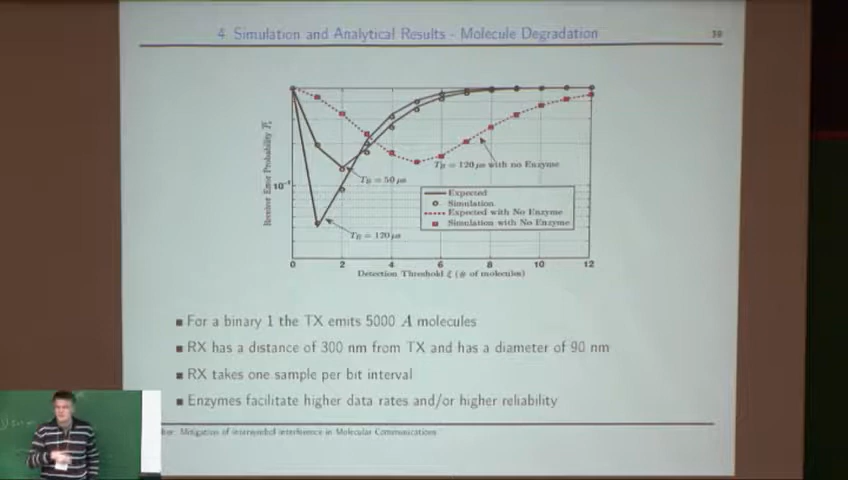 4 Simulation and Analytical Results - Molecule Degradation
Receiver Error Probability
T_B = 120 μs with no Enzyme
T_B = 50 μs
T_B = 120 μs
Expected
Simulation
Expected with No Enzyme
Simulation with No Enzyme
0 2 4 6 8 10 12
Detection Threshold ξ (# of molecules)
■ For a binary 1 the TX emits 5000 A molecules
■ RX has a distance of 300 nm from TX and has a diameter of 90 nm
■ RX takes one sample per bit interval
■ Enzymes facilitate higher data rates and/or higher reliability
Mitigation of intersymbol interference in Molecular Communications